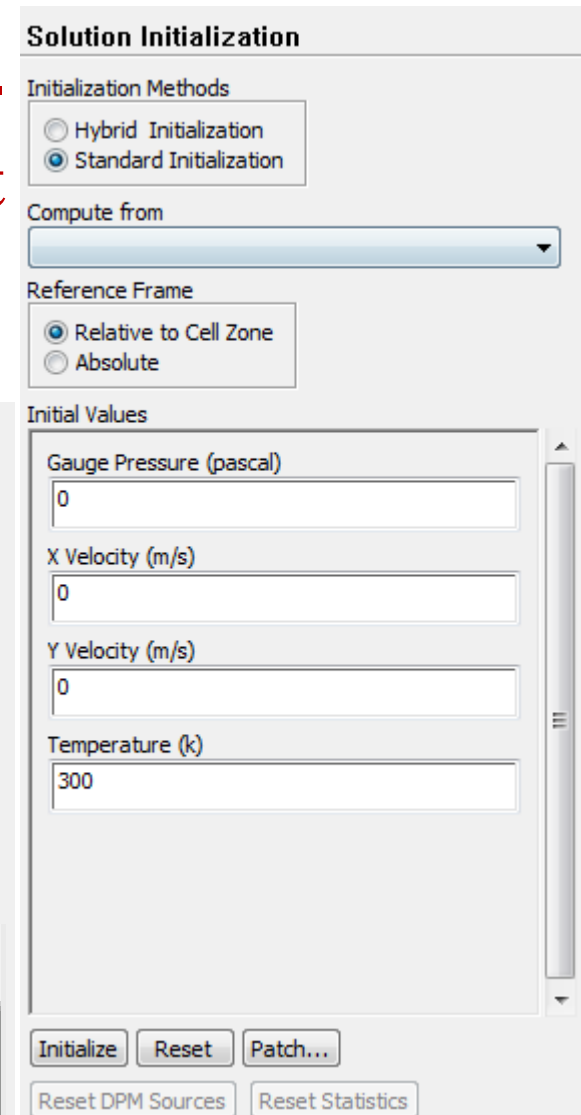 Solution Initialization
Initialization Methods
Hybrid Initialization
Standard Initialization
Compute from
Reference Frame
Relative to Cell Zone
Absolute
Initial Values
Gauge Pressure (pascal)
0
X Velocity (m/s)
0
Y Velocity (m/s)
0
Temperature (k)
300
Initialize Reset Patch...
Reset DPM Sources Reset Statistics